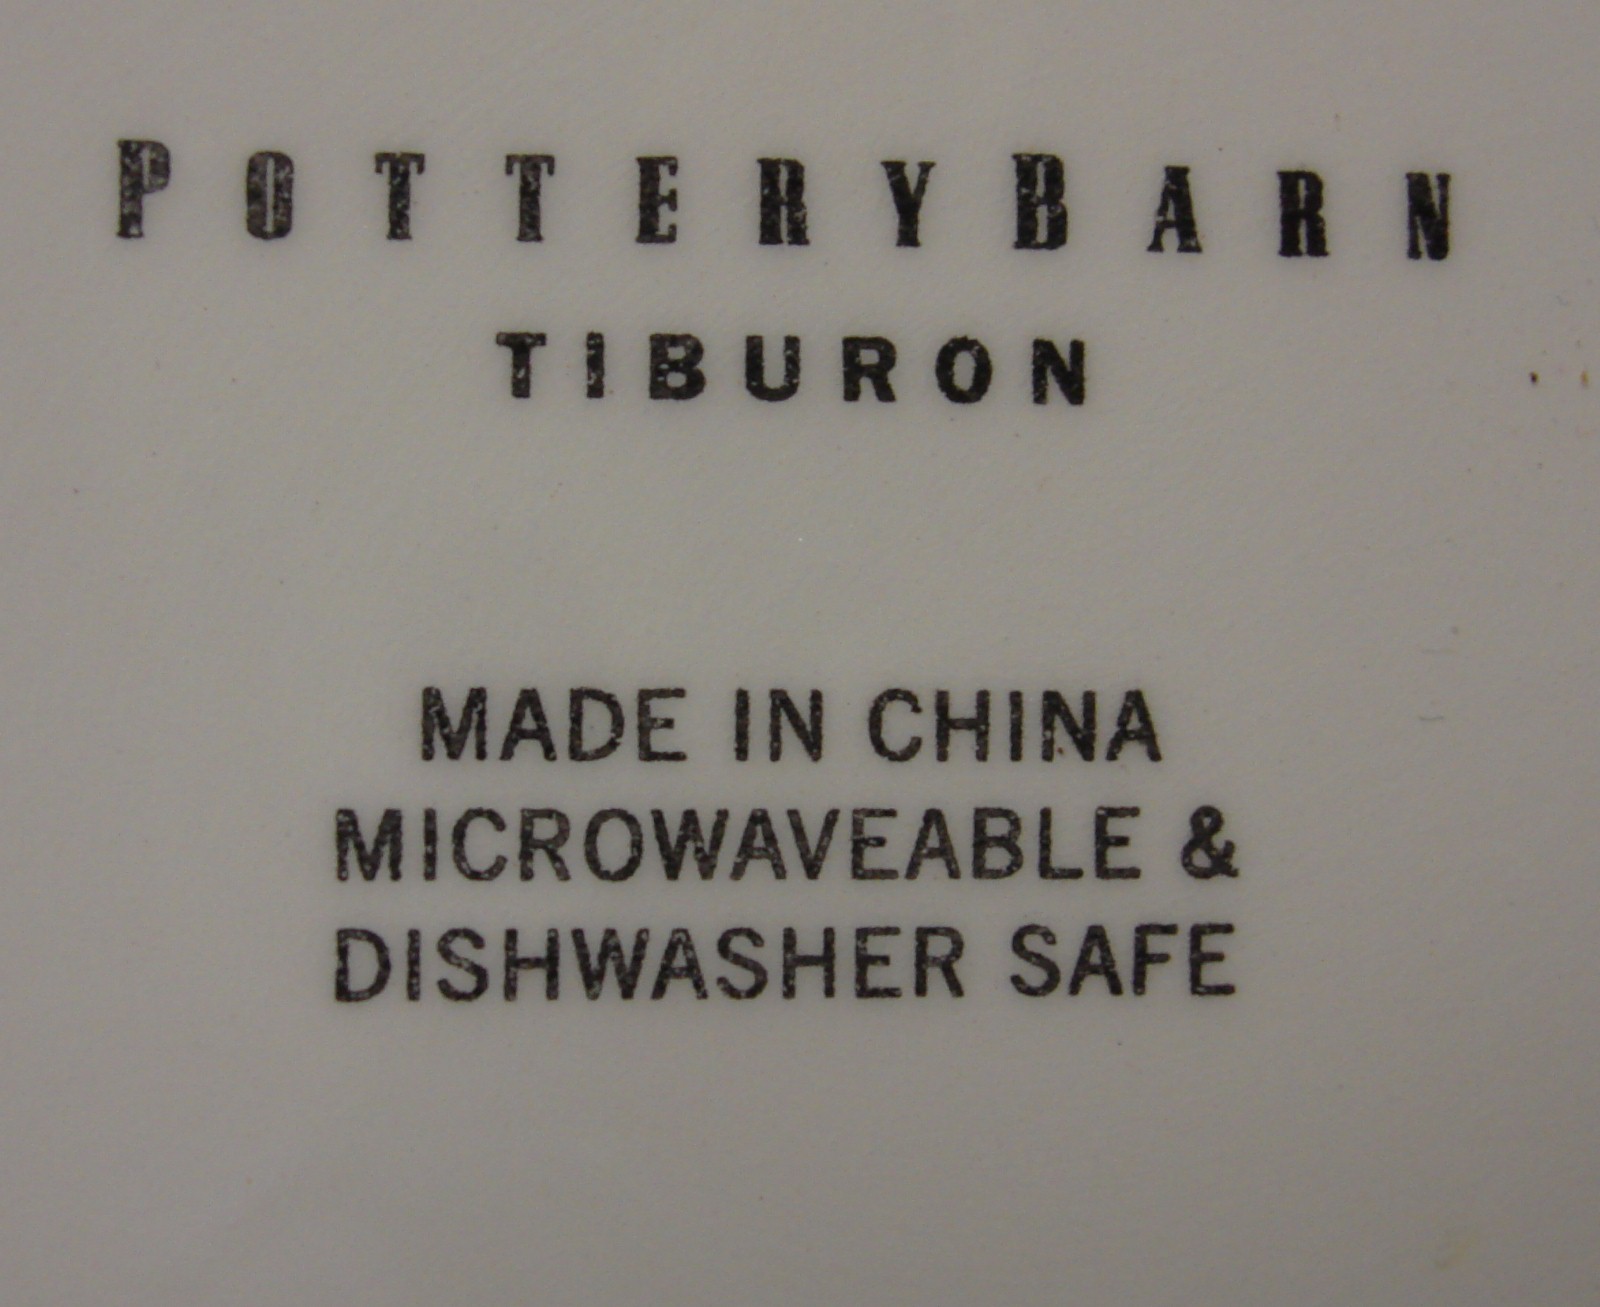 POTTERYBARN
TIBURON
MADE IN CHINA
MICROWAVEABLE &
DISHWASHER SAFE